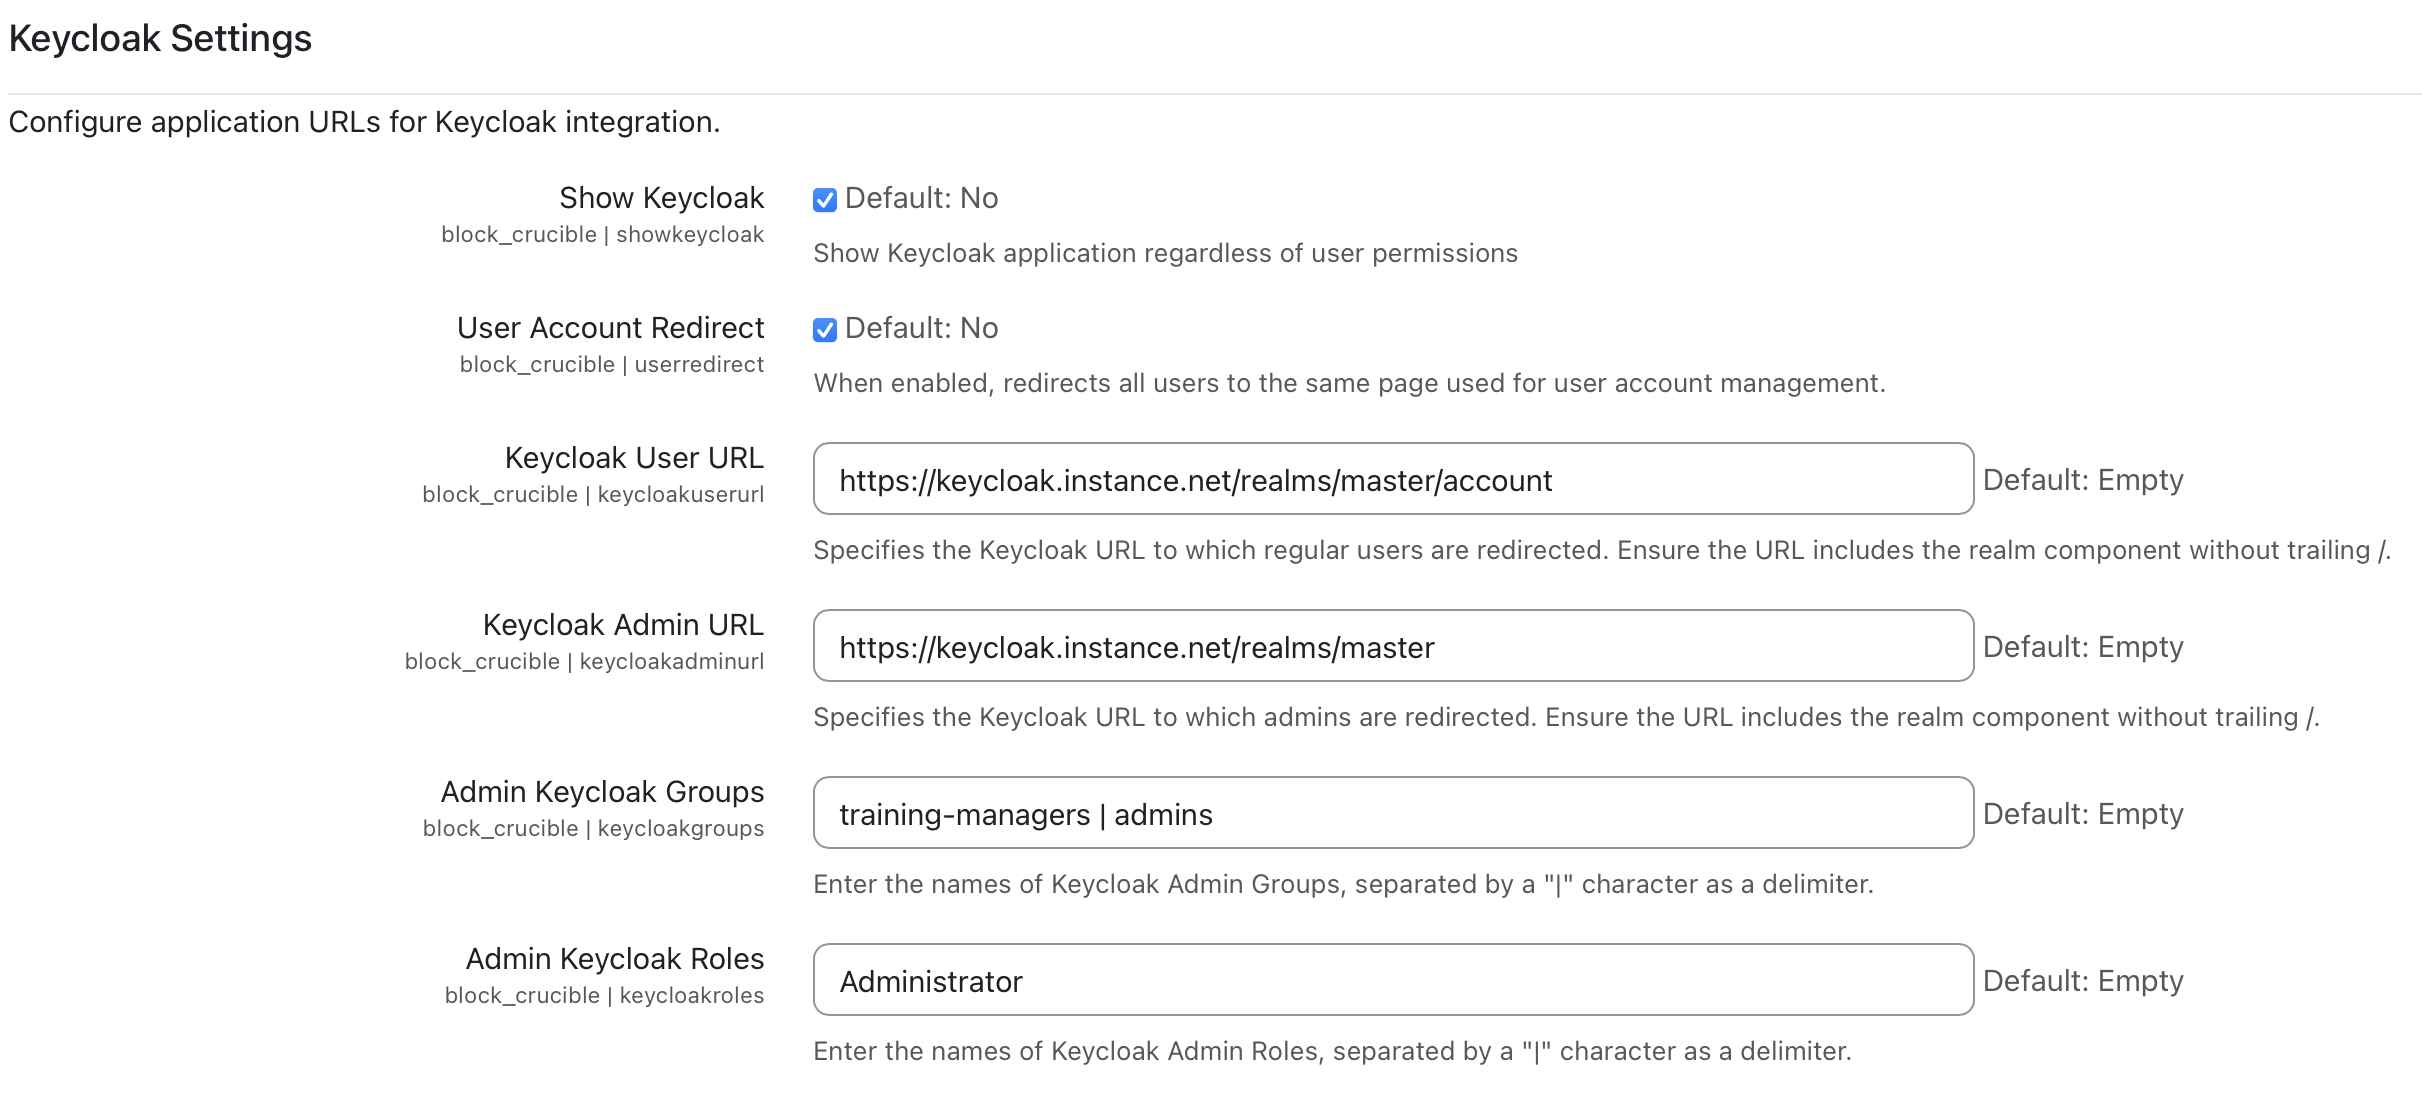 Keycloak Settings
Configure application URLs for Keycloak integration.
Show Keycloak
block_crucible | showkeycloak
Default: No
Show Keycloak application regardless of user permissions
User Account Redirect
block_crucible | userredirect
Default: No
When enabled, redirects all users to the same page used for user account management.
Keycloak User URL
block_crucible | keycloakuserurl
https://keycloak.instance.net/realms/master/account
Default: Empty
Specifies the Keycloak URL to which regular users are redirected. Ensure the URL includes the realm component without trailing /.
Keycloak Admin URL
block_crucible | keycloakadminurl
https://keycloak.instance.net/realms/master
Default: Empty
Specifies the Keycloak URL to which admins are redirected. Ensure the URL includes the realm component without trailing /.
Admin Keycloak Groups
block_crucible | keycloakgroups
training-managers | admins
Default: Empty
Enter the names of Keycloak Admin Groups, separated by a "|" character as a delimiter.
Admin Keycloak Roles
block_crucible | keycloakroles
Administrator
Default: Empty
Enter the names of Keycloak Admin Roles, separated by a "|" character as a delimiter.